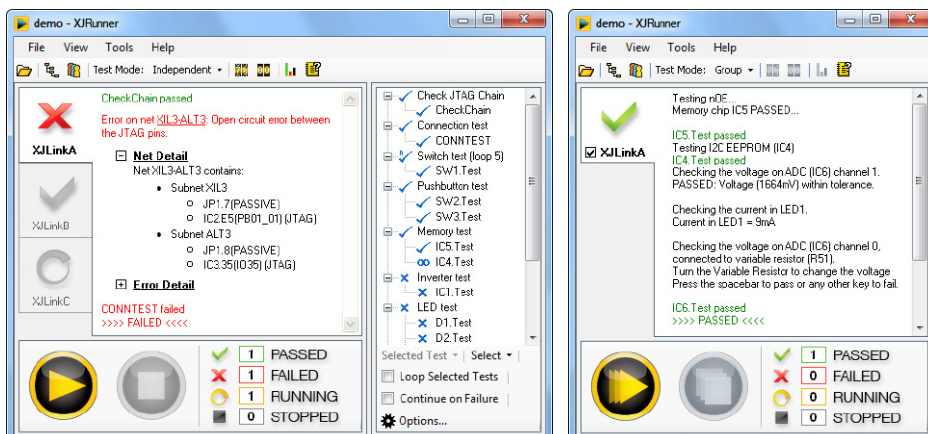 demo - XJRunner
File View Tools Help
Test Mode: Independent
XJLinkA
XJLinkB
XJLinkC
CheckChain passed
Error on net XIL3-ALT3: Open circuit error between
the JTAG pins.
Net Detail
Net XIL3-ALT3 contains:
Subnet XIL3
JP1.7(PASSIVE)
IC2.E5(PB01_01) (JTAG)
Subnet ALT3
JP1.8(PASSIVE)
IC3.35(IO35) (JTAG)
Error Detail
CONNTEST failed
>>>> FAILED <<<<
1 PASSED
1 FAILED
1 RUNNING
0 STOPPED
Check JTAG Chain
CheckChain
Connection test
CONNTEST
Switch test (loop 5)
SW1.Test
Pushbutton test
SW2.Test
SW3.Test
Memory test
IC5.Test
IC4.Test
Inverter test
IC1.Test
LED test
D1.Test
D2.Test
Selected Test Select
Loop Selected Tests
Continue on Failure
Options...
demo - XJRunner
File View Tools Help
Test Mode: Group
XJLinkA
Testing nOE...
Memory chip IC5 PASSED...
IC5.Test passed
Testing I2C EEPROM (IC4)
IC4.Test passed
Checking the voltage on ADC (IC6) channel 1.
PASSED: Voltage (1664mV) within tolerance.
Checking the current in LED1.
Current in LED1 = 9mA
Checking the voltage on ADC (IC6) channel 0,
connected to variable resistor (R51).
Turn the Variable Resistor to change the voltage
Press the spacebar to pass or any other key to fail.
IC6.Test passed
>>>> PASSED <<<<
1 PASSED
0 FAILED
0 RUNNING
0 STOPPED